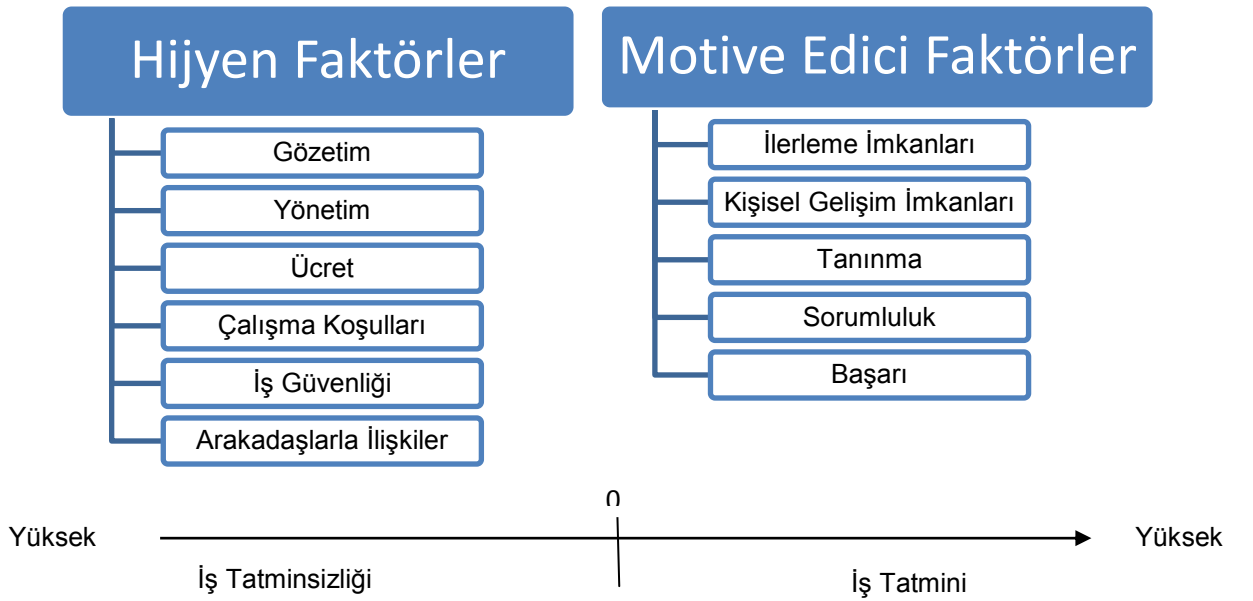 Hijyen Faktörler
Gözetim
Yönetim
Ücret
Çalışma Koşulları
İş Güvenliği
Arakadaşlarla İlişkiler
Motive Edici Faktörler
İlerleme İmkanları
Kişisel Gelişim İmkanları
Tanınma
Sorumluluk
Başarı
0
Yüksek
Yüksek
İş Tatminsizliği
İş Tatmini